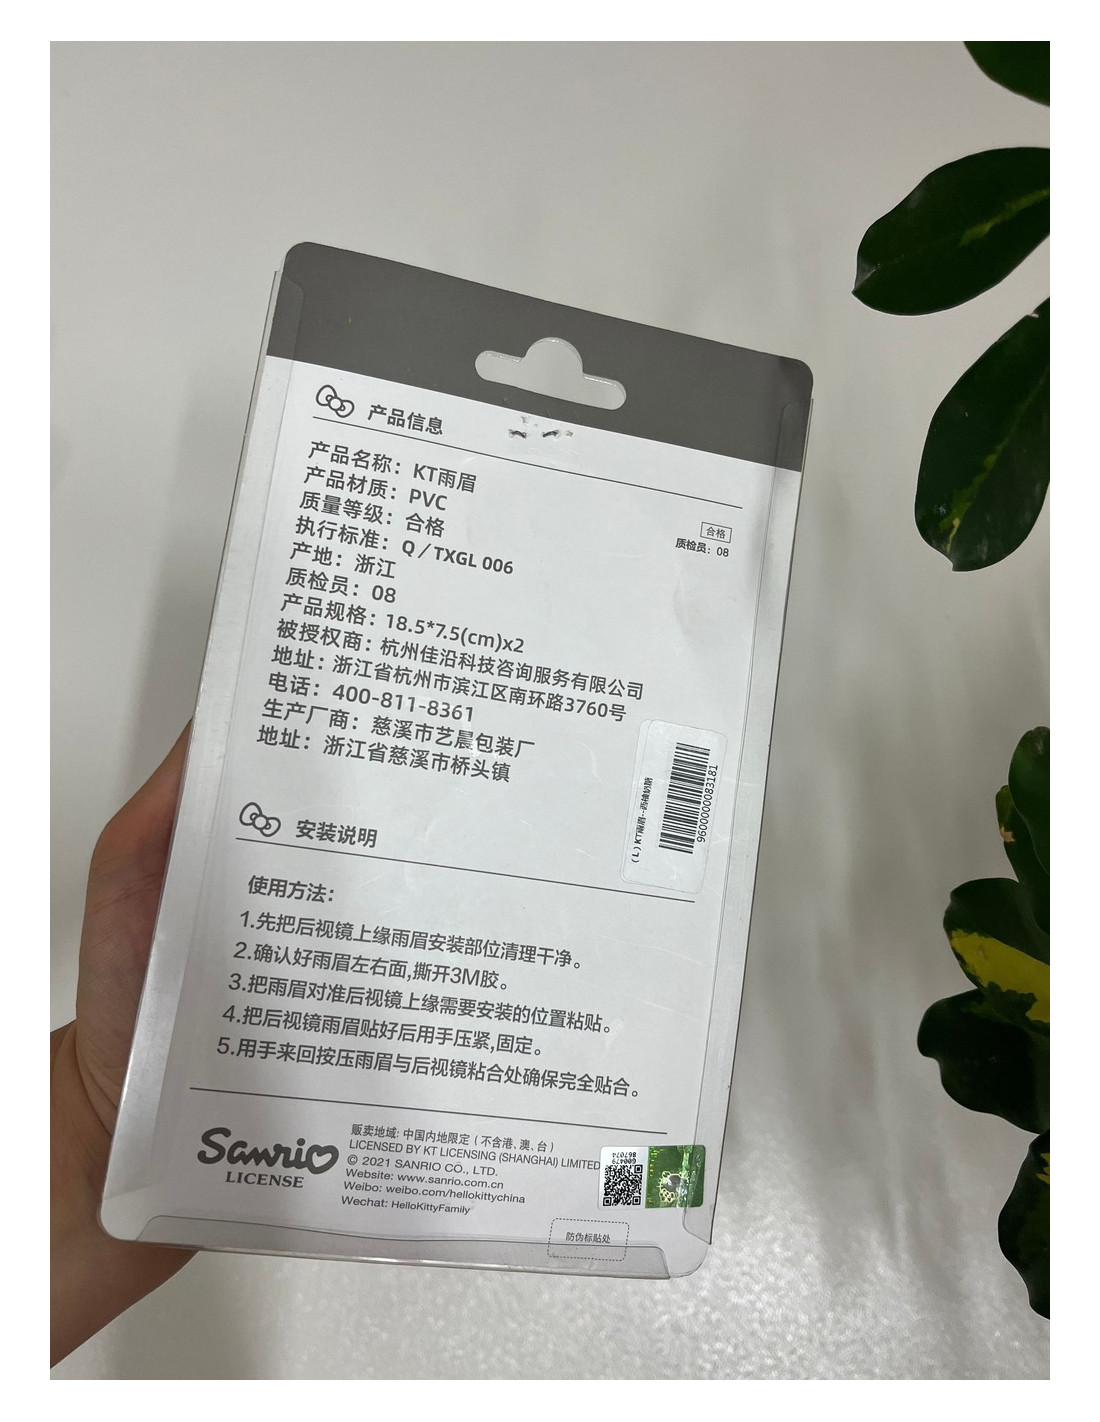 产品信息
产品名称：KT雨眉
产品材质：PVC
质量等级：合格
执行标准：Q／TXGL 006
产地：浙江
质检员：08
产品规格：18.5*7.5(cm)x2
被授权商：杭州佳沿科技咨询服务有限公司
地址：浙江省杭州市滨江区南环路3760号
电话：400-811-8361
生产厂商：慈溪市艺晨包装厂
地址：浙江省慈溪市桥头镇
合格
质检员：08
（L）KT雨眉--西柚奶糖
9600000083181
安装说明
使用方法：
1.先把后视镜上缘雨眉安装部位清理干净。
2.确认好雨眉左右面,撕开3M胶。
3.把雨眉对准后视镜上缘需要安装的位置粘贴。
4.把后视镜雨眉贴好后用手压紧,固定。
5.用手来回按压雨眉与后视镜粘合处确保完全贴合。
Sanrio
LICENSE
贩卖地域: 中国内地限定（不含港、澳、台）
LICENSED BY KT LICENSING (SHANGHAI) LIMITED
© 2021 SANRIO CO., LTD.
Website: www.sanrio.com.cn
Weibo: weibo.com/hellokittychina
Wechat: HelloKittyFamily
G00479
867074
防伪标贴处